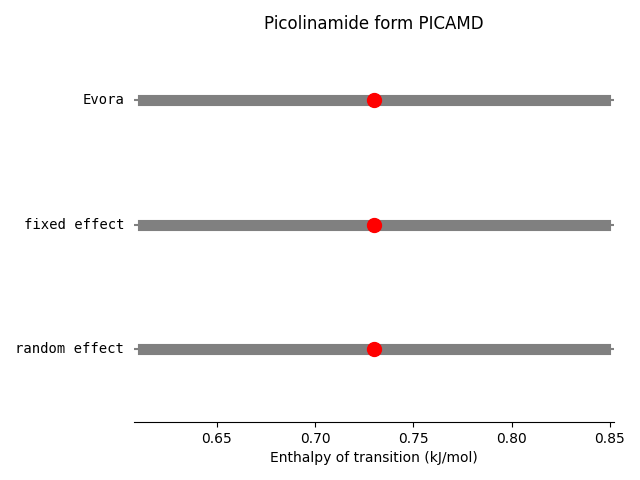 Picolinamide form PICAMD
Evora
fixed effect
random effect
0.65 0.70 0.75 0.80 0.85
Enthalpy of transition (kJ/mol)